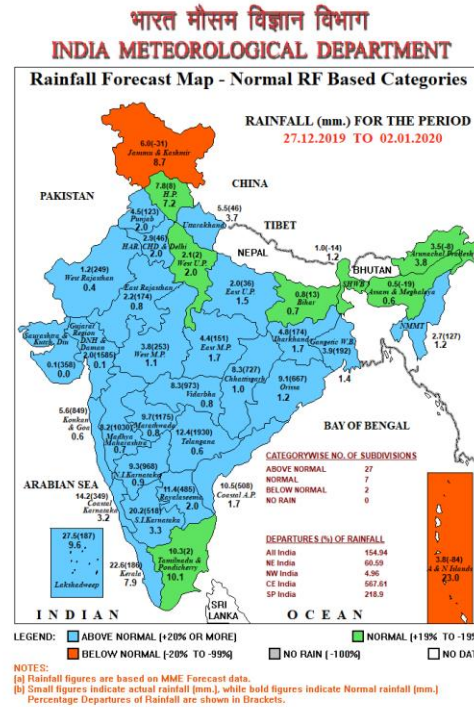 भारत मौसम विज्ञान विभाग
INDIA METEOROLOGICAL DEPARTMENT
Rainfall Forecast Map - Normal RF Based Categories
RAINFALL (mm.) FOR THE PERIOD
27.12.2019 TO 02.01.2020
6.0(-31)
Jammu & Kashmir
8.7
7.8(8)
H.P.
7.2
PAKISTAN
CHINA
4.5(123)
Punjab
2.0
5.5(46)
Uttarakhand
3.7
TIBET
2.9(46)
HAR. CHD & Delhi
2.0
NEPAL
1.0(-14)
1.2
BHUTAN
3.5(-8)
Arunachal Pradesh
3.8
1.2(249)
West Rajasthan
0.4
2.1(2)
West U.P.
2.0
East Rajasthan
2.2(174)
0.8
2.0(36)
East U.P.
1.5
0.8(13)
Bihar
0.7
SHWB
0.5(-19)
Assam & Meghalaya
0.6
NMMT
2.7(127)
1.2
Saurashtra &
Kutch, Diu
0.1(358)
0.0
Gujarat
Region
DNH &
Daman
2.0(1585)
0.1
3.8(253)
West M.P.
1.1
4.4(151)
East M.P.
1.7
4.8(174)
Jharkhand
1.7
Gangetic W.B.
3.9(192)
1.4
8.3(973)
Vidarbha
0.8
8.3(727)
Chhattisgarh
1.0
9.1(667)
Orissa
1.2
5.6(849)
Konkan
and Goa
0.6
8.2(1030)
Madhya
Maharashtra
0.7
9.7(1175)
Marathwada
0.8
12.4(1930)
Telangana
0.6
BAY OF BENGAL
ARABIAN SEA
9.3(968)
N.I.Karnataka
0.9
11.4(485)
Rayalaseema
2.0
10.5(508)
Coastal A.P.
1.7
14.2(349)
Coastal
Karnataka
3.2
20.2(518)
S.I.Karnataka
3.3
CATEGORYWISE NO. OF SUBDIVISIONS
ABOVE NORMAL 27
NORMAL 7
BELOW NORMAL 2
NO RAIN 0
DEPARTURES (%) OF RAINFALL
All India 154.94
NE India 60.59
NW India 4.96
CE India 567.61
SP India 218.9
27.5(187)
9.6
Lakshadweep
22.6(186)
Kerala
7.9
10.3(2)
Tamilnadu &
Pondicherry
10.1
3.8(-84)
A & N Islands
23.0
SRI
LANKA
INDIAN OCEAN
LEGEND: ABOVE NORMAL (+20% OR MORE) NORMAL (+19% TO -19%
BELOW NORMAL (-20% TO -99%) NO RAIN ( -100%) NO DAT
NOTES:
(a) Rainfall figures are based on MME Forecast data.
(b) Small figures indicate actual rainfall (mm.), while bold figures indicate Normal rainfall (mm.)
Percentage Departures of Rainfall are shown in Brackets.